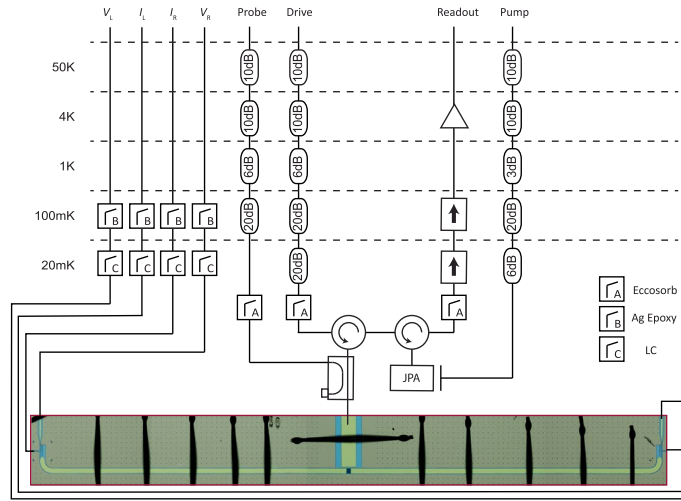 V_L I_L I_R V_R Probe Drive Readout Pump
50K 10dB 10dB 10dB
4K 10dB 10dB 10dB
1K 6dB 6dB 3dB
100mK B B B B 20dB 20dB 20dB
20mK C C C C 20dB 6dB
A A A
A Eccosorb
B Ag Epoxy
C LC
JPA